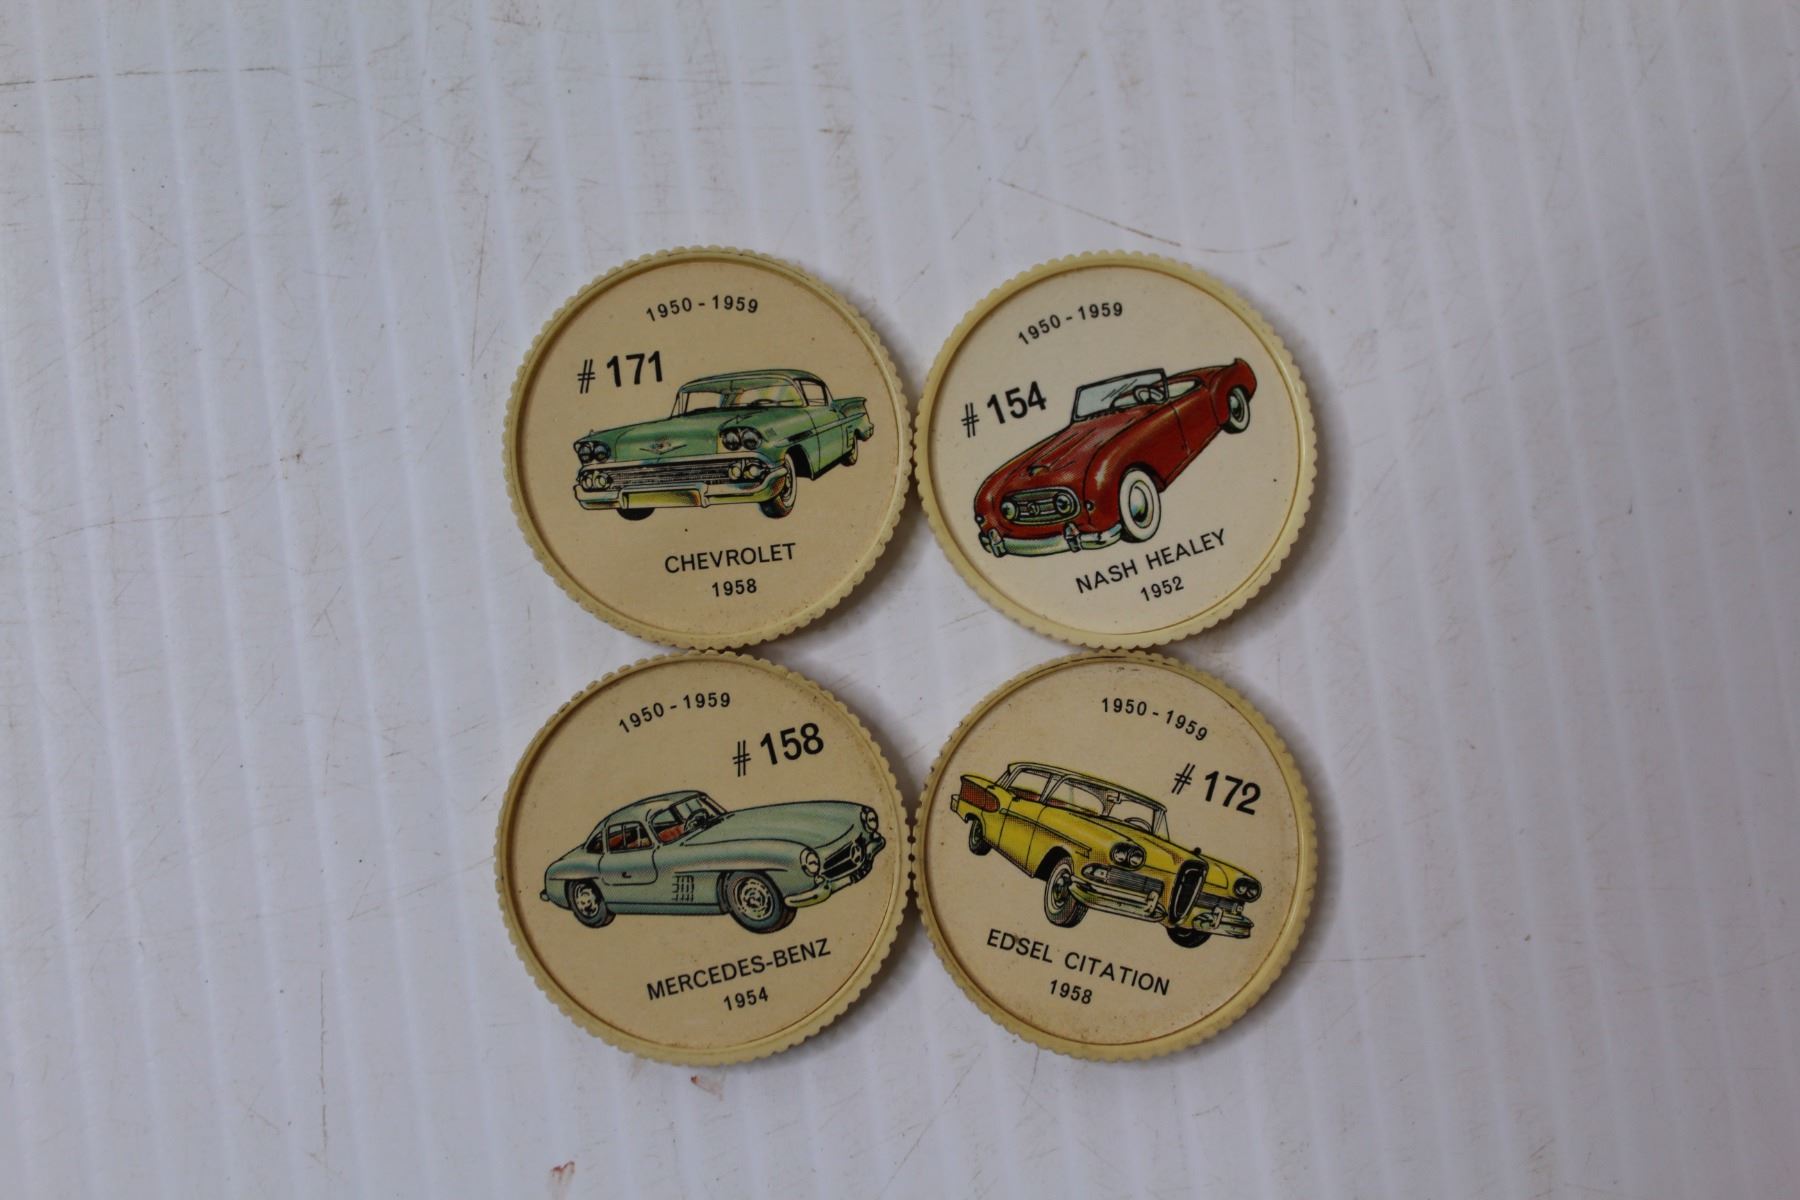 1950 - 1959
# 171
CHEVROLET
1958
1950 - 1959
# 154
NASH HEALEY
1952
1950 - 1959
# 158
MERCEDES-BENZ
1954
1950 - 1959
# 172
EDSEL CITATION
1958